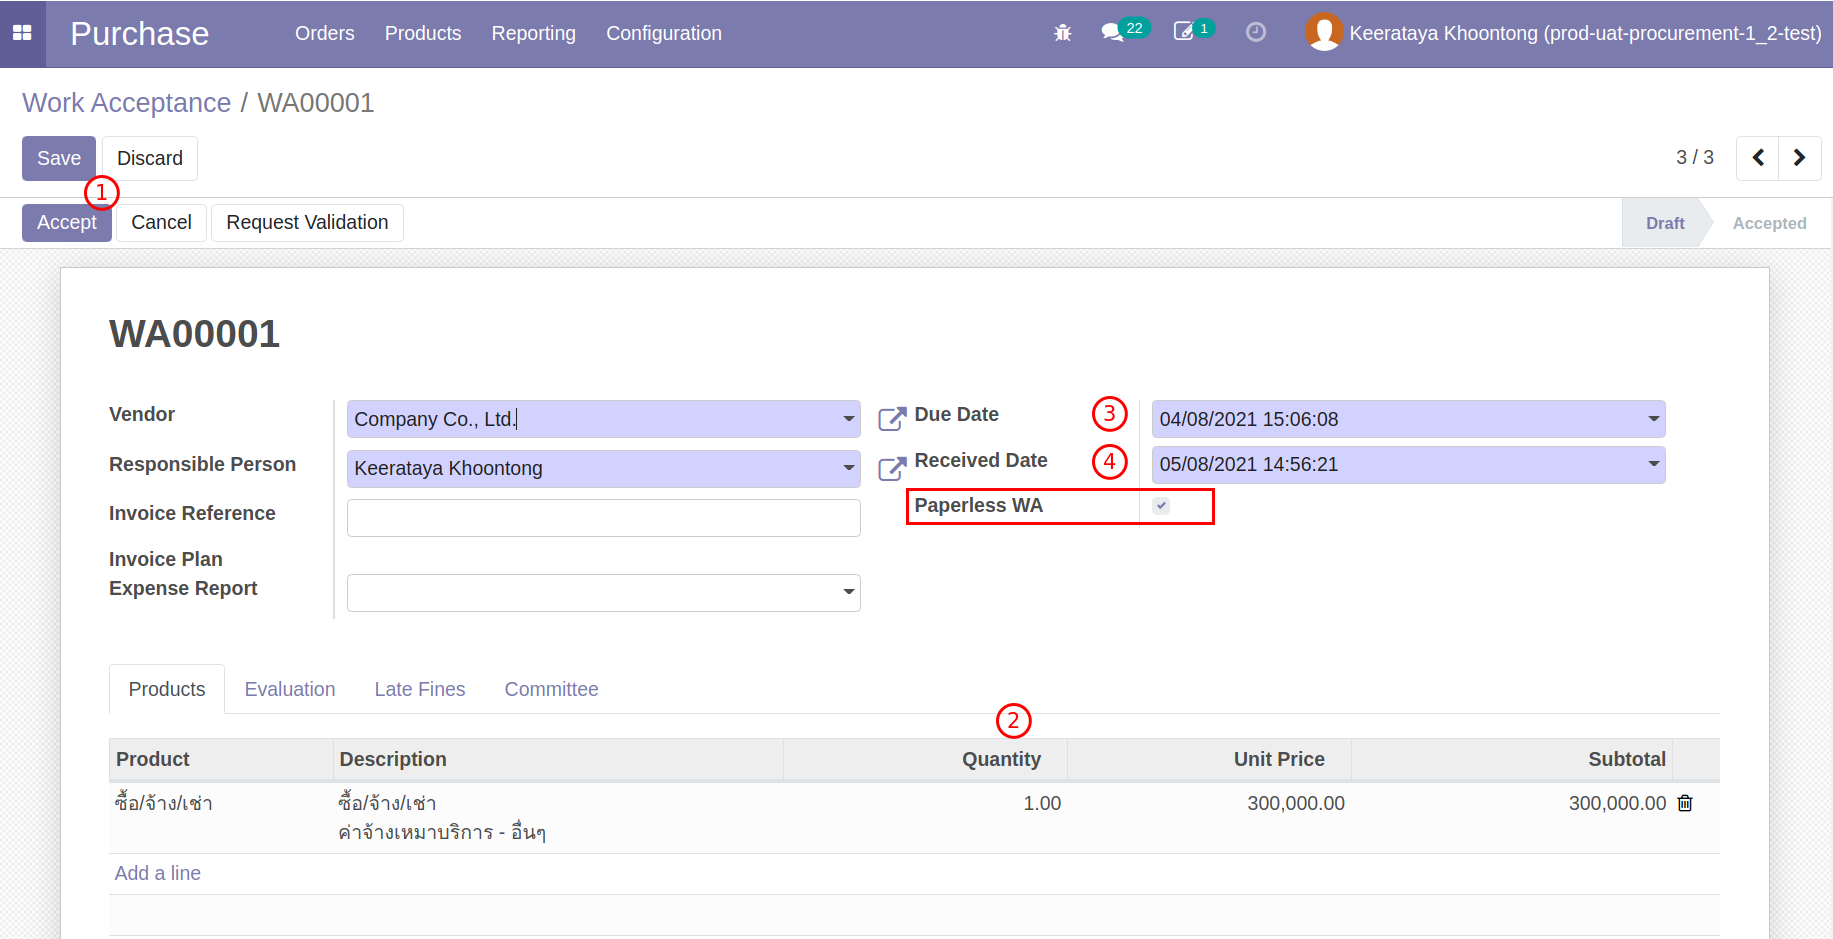 Purchase Orders Products Reporting Configuration 22 1 Keerataya Khoontong (prod-uat-procurement-1_2-test)
Work Acceptance / WA00001
Save Discard 3 / 3
1
Accept Cancel Request Validation Draft Accepted
WA00001
Vendor Company Co., Ltd. Due Date 3 04/08/2021 15:06:08
Responsible Person Keerataya Khoontong Received Date 4 05/08/2021 14:56:21
Invoice Reference Paperless WA
Invoice Plan
Expense Report
Products Evaluation Late Fines Committee
2
Product Description Quantity Unit Price Subtotal
ซื้อ/จ้าง/เช่า ซื้อ/จ้าง/เช่า 1.00 300,000.00 300,000.00
ค่าจ้างเหมาบริการ - อื่นๆ
Add a line